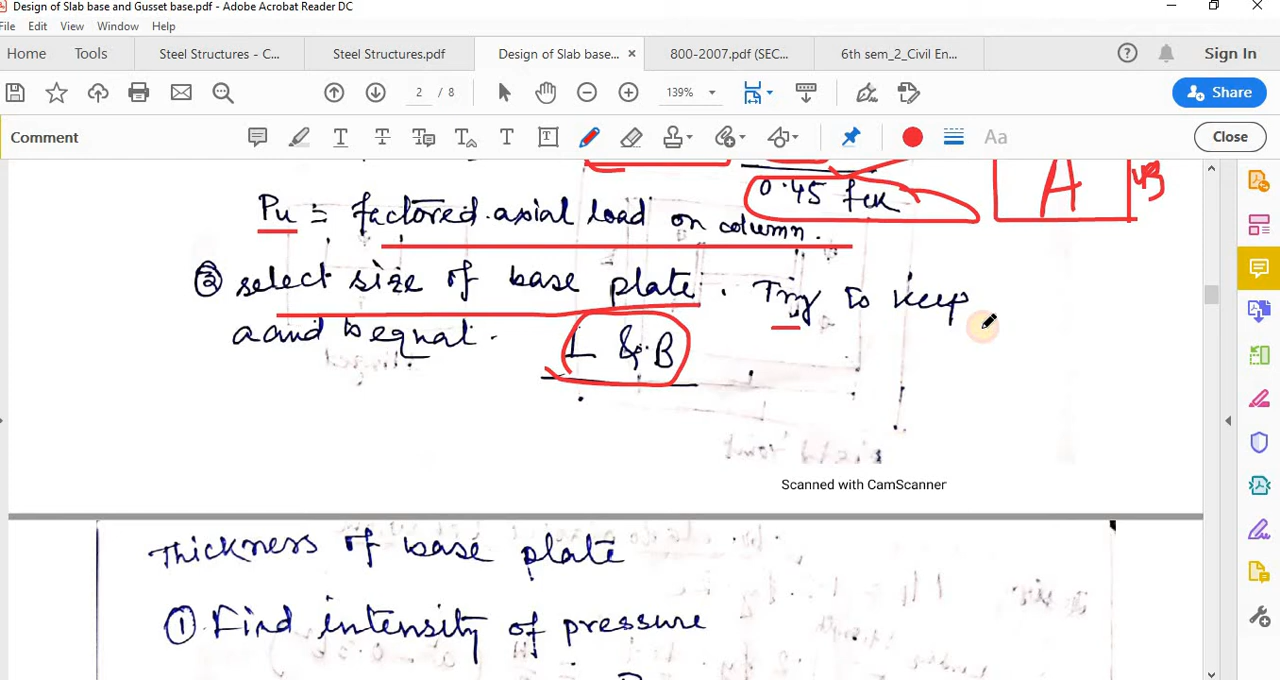 Design of Slab base and Gusset base.pdf - Adobe Acrobat Reader DC
File Edit View Window Help
Home Tools Steel Structures - C... Steel Structures.pdf Design of Slab base... × 800-2007.pdf (SEC... 6th sem_2_Civil En... Sign In
2 / 8 139% Share
Comment Aa Close
0.45 fck A B
Pu = factored axial load on column.
② select size of base plate. Try to keep
a and b equal. L & B
Scanned with CamScanner
Thickness of base plate
① Find intensity of pressure